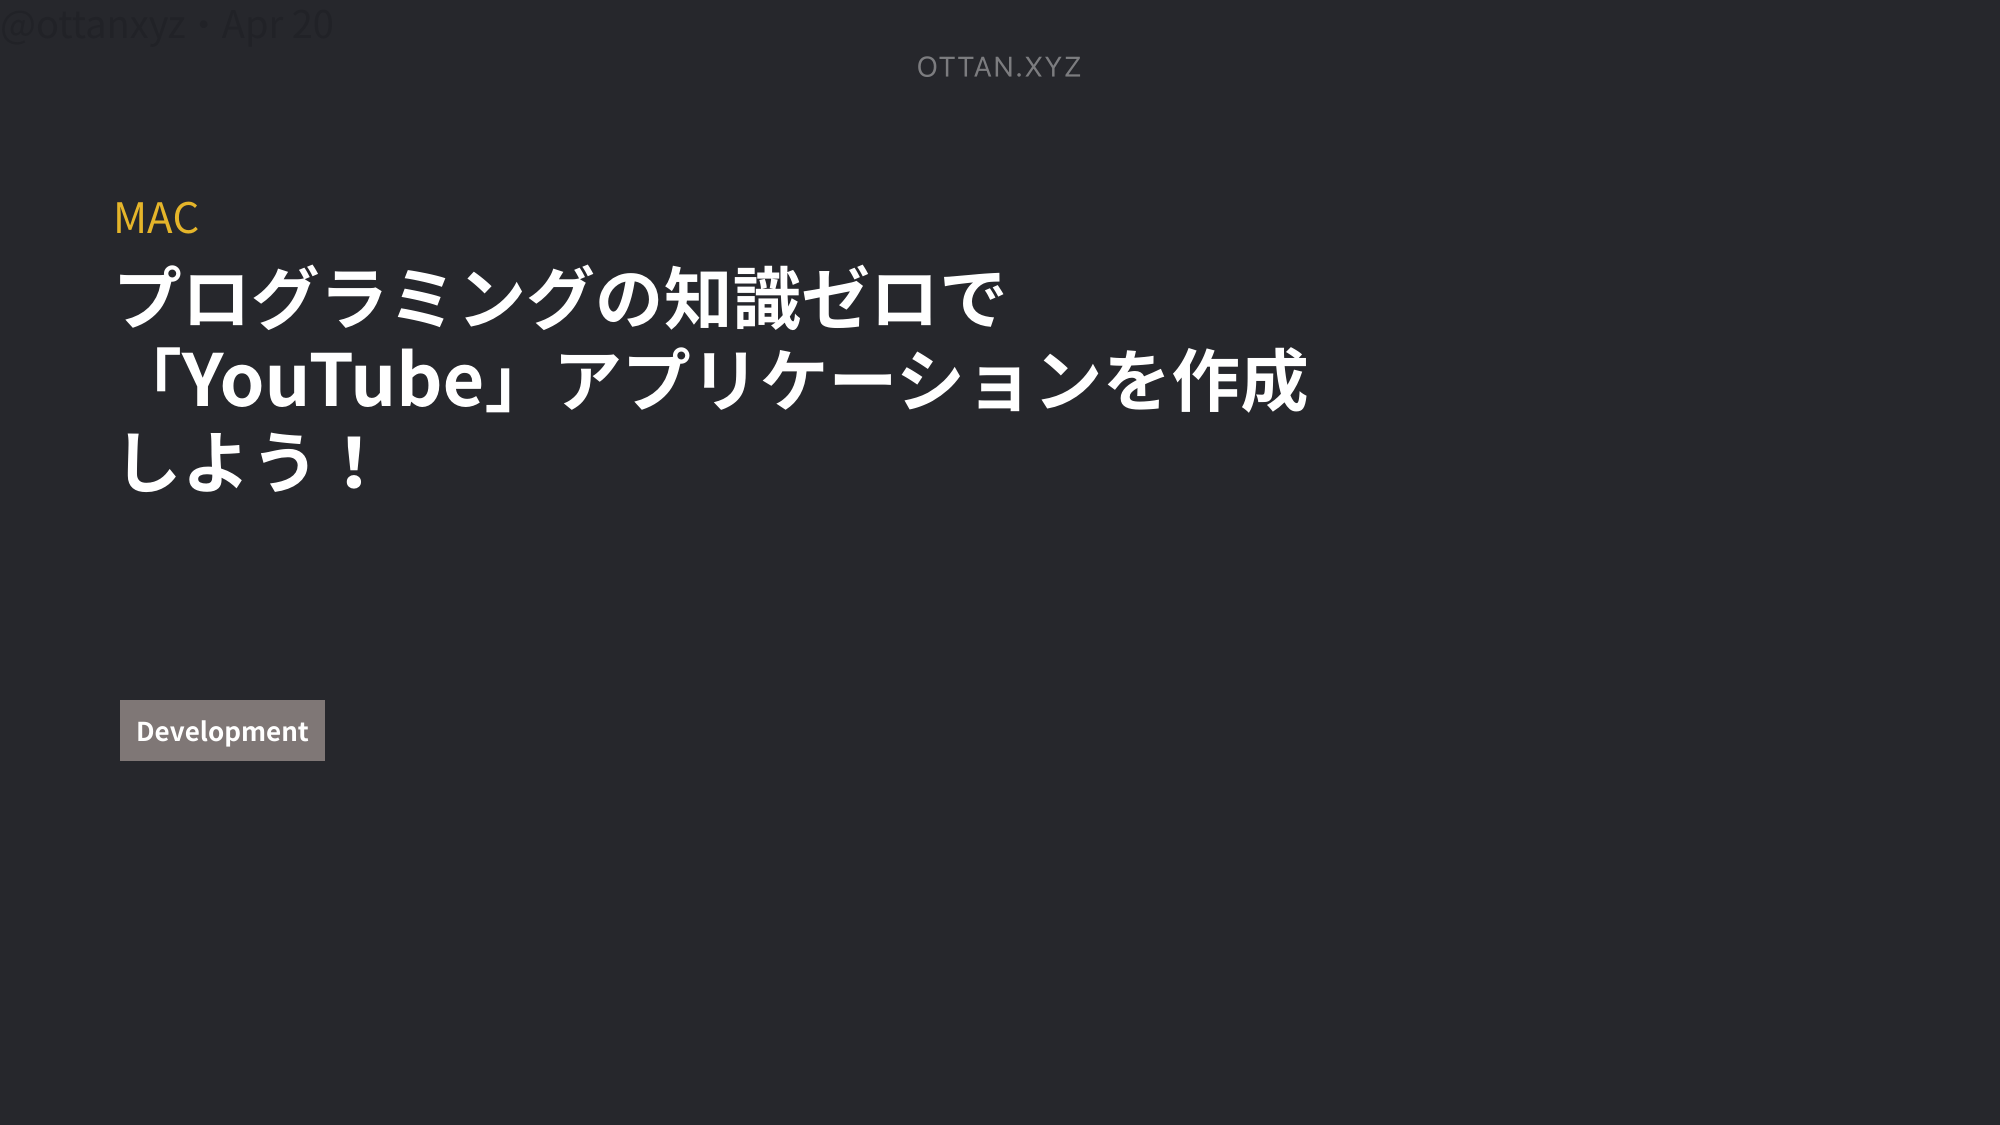 @ottanxyz・Apr 20
OTTAN.XYZ
MAC
プログラミングの知識ゼロで
「YouTube」アプリケーションを作成
しよう！
Development